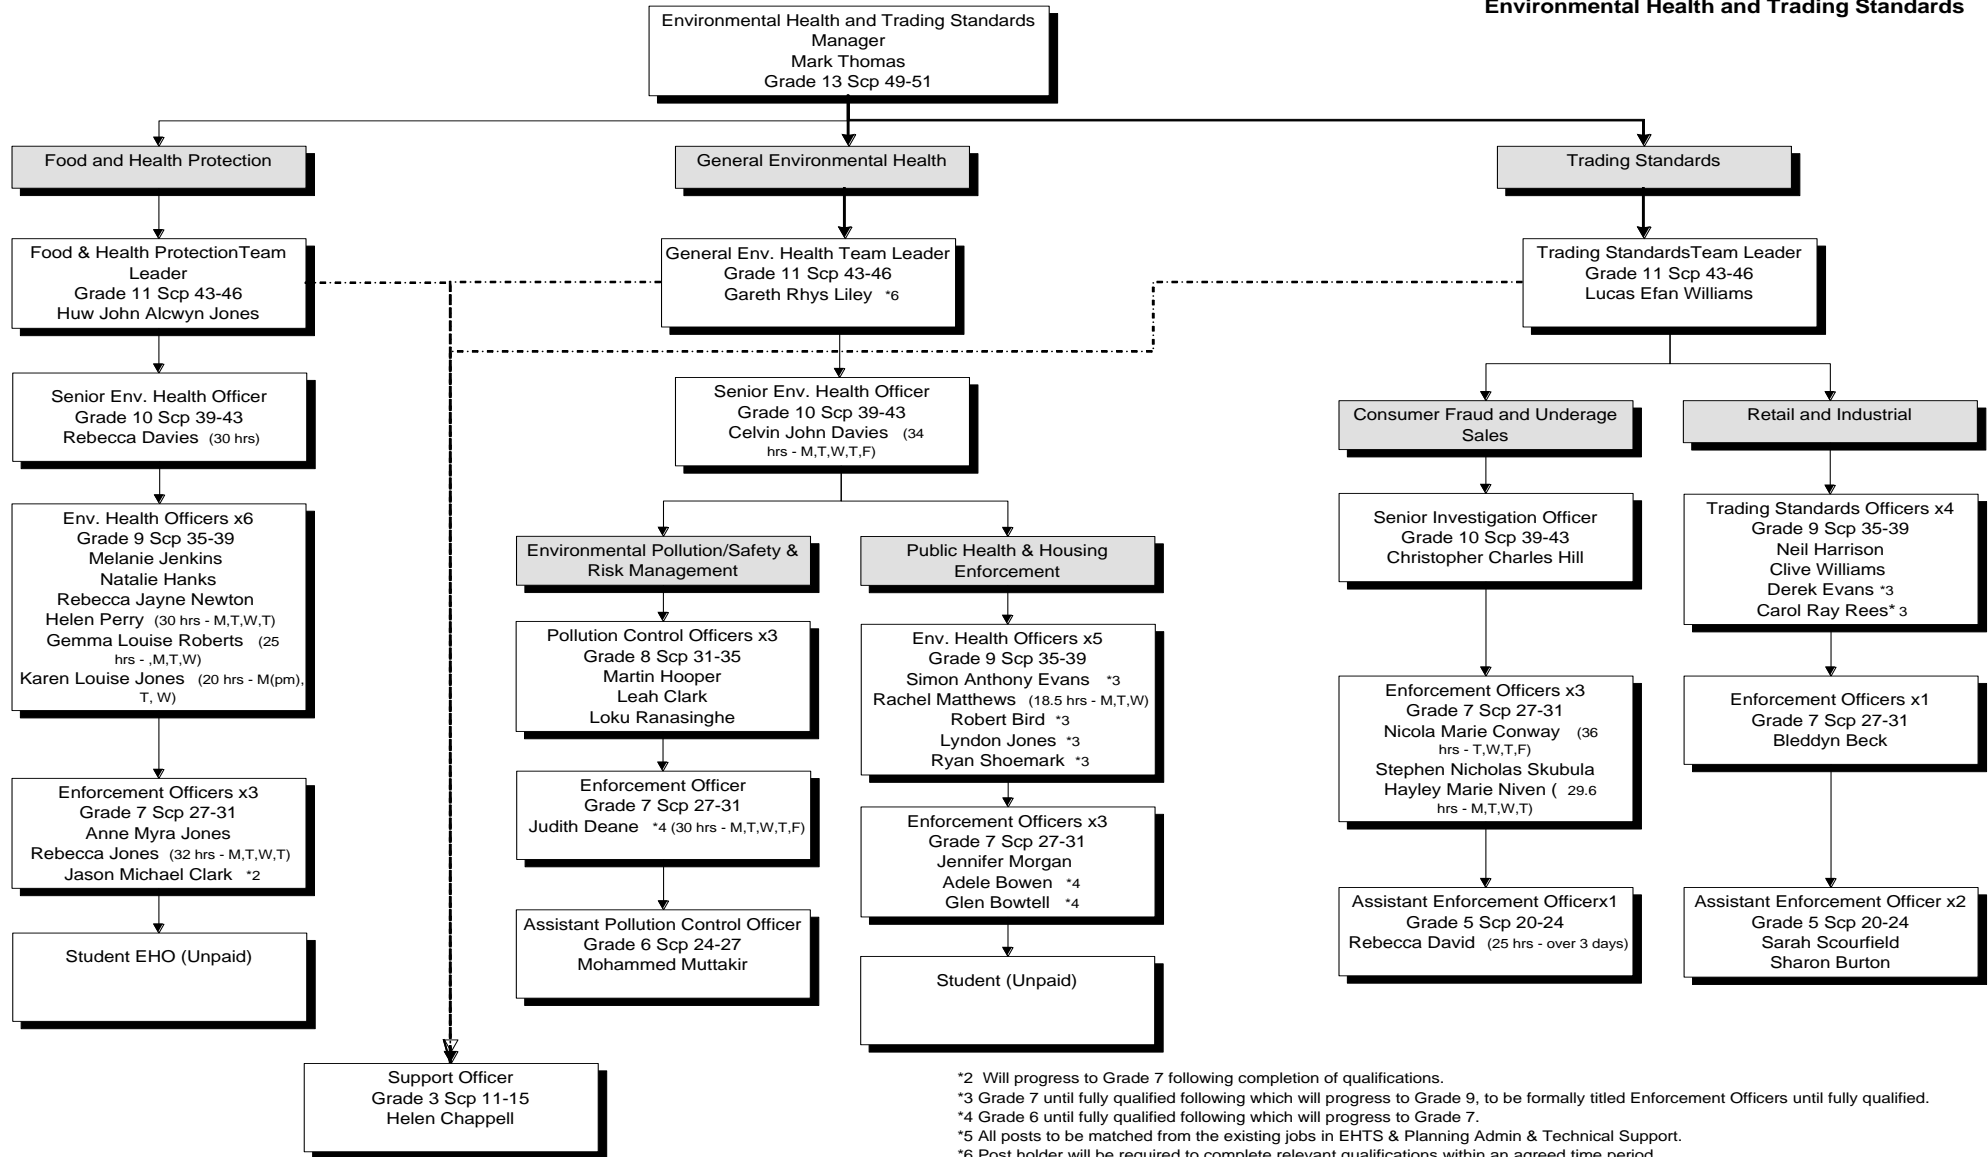 Environmental Health and Trading Standards
Environmental Health and Trading Standards
Manager
Mark Thomas
Grade 13 Scp 49-51
Food and Health Protection
General Environmental Health
Trading Standards
Food & Health ProtectionTeam
Leader
Grade 11 Scp 43-46
Huw John Alcwyn Jones
General Env. Health Team Leader
Grade 11 Scp 43-46
Gareth Rhys Liley *6
Trading StandardsTeam Leader
Grade 11 Scp 43-46
Lucas Efan Williams
Senior Env. Health Officer
Grade 10 Scp 39-43
Rebecca Davies (30 hrs)
Senior Env. Health Officer
Grade 10 Scp 39-43
Celvin John Davies (34
hrs - M,T,W,T,F)
Consumer Fraud and Underage
Sales
Retail and Industrial
Env. Health Officers x6
Grade 9 Scp 35-39
Melanie Jenkins
Natalie Hanks
Rebecca Jayne Newton
Helen Perry (30 hrs - M,T,W,T)
Gemma Louise Roberts (25
hrs - ,M,T,W)
Karen Louise Jones (20 hrs - M(pm),
T, W)
Environmental Pollution/Safety &
Risk Management
Public Health & Housing
Enforcement
Senior Investigation Officer
Grade 10 Scp 39-43
Christopher Charles Hill
Trading Standards Officers x4
Grade 9 Scp 35-39
Neil Harrison
Clive Williams
Derek Evans *3
Carol Ray Rees* 3
Pollution Control Officers x3
Grade 8 Scp 31-35
Martin Hooper
Leah Clark
Loku Ranasinghe
Env. Health Officers x5
Grade 9 Scp 35-39
Simon Anthony Evans *3
Rachel Matthews (18.5 hrs - M,T,W)
Robert Bird *3
Lyndon Jones *3
Ryan Shoemark *3
Enforcement Officers x3
Grade 7 Scp 27-31
Nicola Marie Conway (36
hrs - T,W,T,F)
Stephen Nicholas Skubula
Hayley Marie Niven ( 29.6
hrs - M,T,W,T)
Enforcement Officers x1
Grade 7 Scp 27-31
Bleddyn Beck
Enforcement Officers x3
Grade 7 Scp 27-31
Anne Myra Jones
Rebecca Jones (32 hrs - M,T,W,T)
Jason Michael Clark *2
Enforcement Officer
Grade 7 Scp 27-31
Judith Deane *4 (30 hrs - M,T,W,T,F)
Enforcement Officers x3
Grade 7 Scp 27-31
Jennifer Morgan
Adele Bowen *4
Glen Bowtell *4
Assistant Enforcement Officerx1
Grade 5 Scp 20-24
Rebecca David (25 hrs - over 3 days)
Assistant Enforcement Officer x2
Grade 5 Scp 20-24
Sarah Scourfield
Sharon Burton
Student EHO (Unpaid)
Assistant Pollution Control Officer
Grade 6 Scp 24-27
Mohammed Muttakir
Student (Unpaid)
Support Officer
Grade 3 Scp 11-15
Helen Chappell
*2 Will progress to Grade 7 following completion of qualifications.
*3 Grade 7 until fully qualified following which will progress to Grade 9, to be formally titled Enforcement Officers until fully qualified.
*4 Grade 6 until fully qualified following which will progress to Grade 7.
*5 All posts to be matched from the existing jobs in EHTS & Planning Admin & Technical Support.
*6 Post holder will be required to complete relevant qualifications within an agreed time period